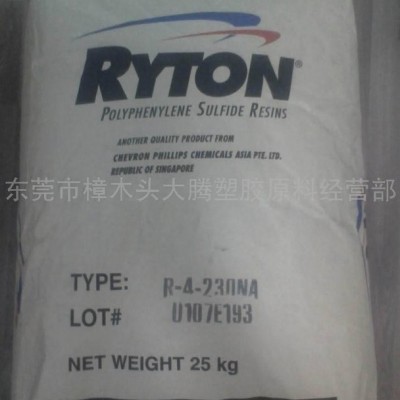 RYTON®
POLYPHENYLENE SULFIDE RESINS
ANOTHER QUALITY PRODUCT FROM
CHEVRON PHILLIPS CHEMICALS ASIA PTE. LTD.
REPUBLIC OF SINGAPORE
东莞市樟木头大腾塑胶原料经营部
TYPE: R-4-230NA
LOT# U107E193
NET WEIGHT 25 kg